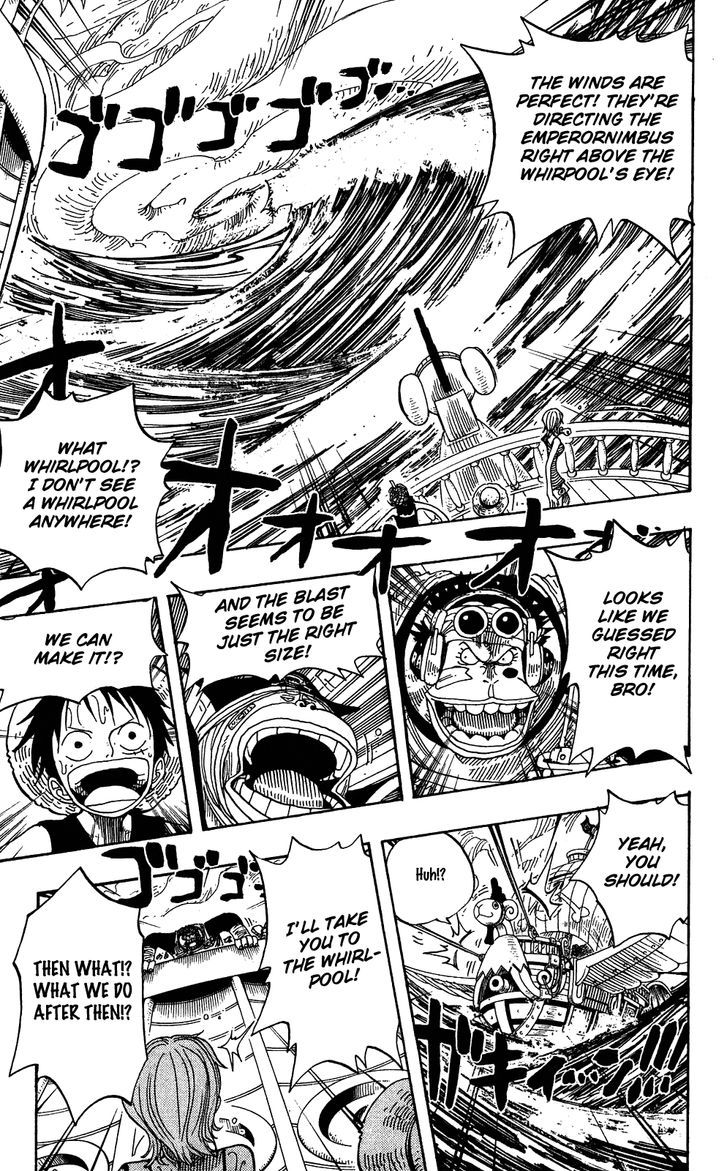 THE WINDS ARE
PERFECT! THEY'RE
DIRECTING THE
EMPERORNIMBUS
RIGHT ABOVE THE
WHIRPOOL'S EYE!
ゴゴゴゴゴ...
WHAT
WHIRLPOOL!?
I DON'T SEE
A WHIRLPOOL
ANYWHERE!
オオオオオオ
LOOKS
LIKE WE
GUESSED
RIGHT
THIS TIME,
BRO!
AND THE BLAST
SEEMS TO BE
JUST THE RIGHT
SIZE!
WE CAN
MAKE IT!?
YEAH,
YOU
SHOULD!
Huh!?
ガキィーン!!!
ゴゴゴゴ
I'LL TAKE
YOU TO
THE WHIRL-
POOL!
THEN WHAT!?
WHAT WE DO
AFTER THEN!?